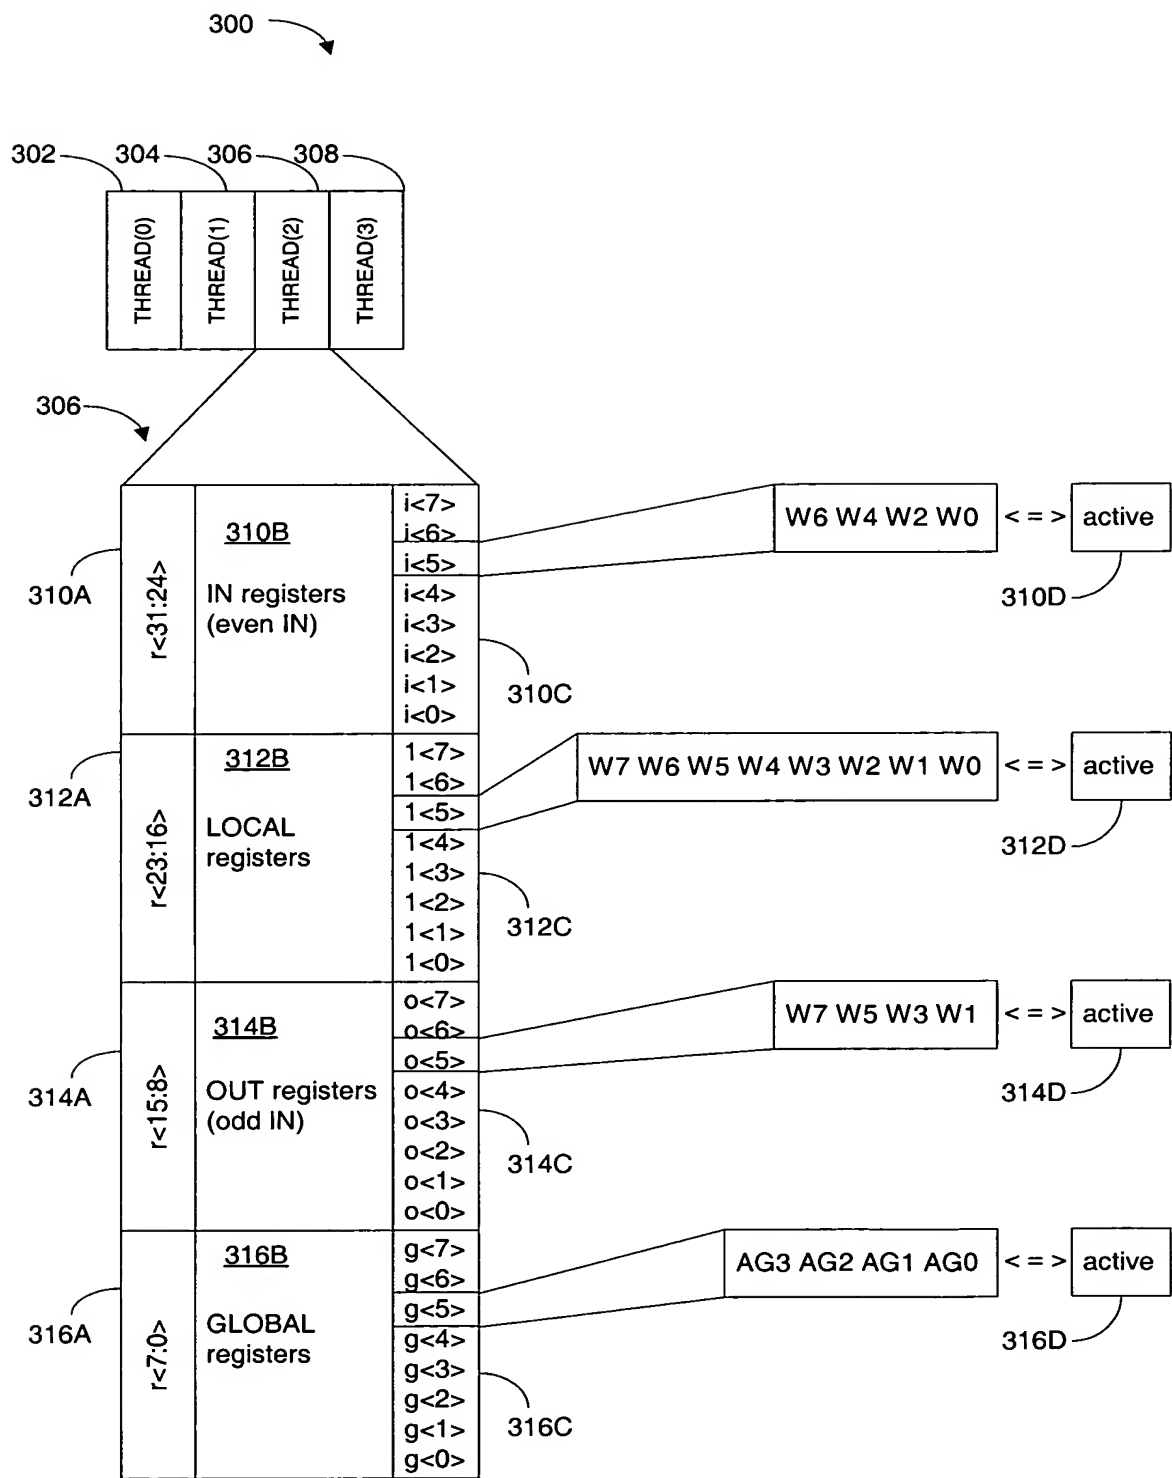 300
302
304
306
308
THREAD(0)
THREAD(1)
THREAD(2)
THREAD(3)
306
310A
r<31:24>
310B
IN registers
(even IN)
i<7>
i<6>
i<5>
i<4>
i<3>
i<2>
i<1>
i<0>
310C
W6 W4 W2 W0
< = >
active
310D
312A
r<23:16>
312B
LOCAL
registers
1<7>
1<6>
1<5>
1<4>
1<3>
1<2>
1<1>
1<0>
312C
W7 W6 W5 W4 W3 W2 W1 W0
< = >
active
312D
314A
r<15:8>
314B
OUT registers
(odd IN)
o<7>
o<6>
o<5>
o<4>
o<3>
o<2>
o<1>
o<0>
314C
W7 W5 W3 W1
< = >
active
314D
316A
r<7:0>
316B
GLOBAL
registers
g<7>
g<6>
g<5>
g<4>
g<3>
g<2>
g<1>
g<0>
316C
AG3 AG2 AG1 AG0
< = >
active
316D